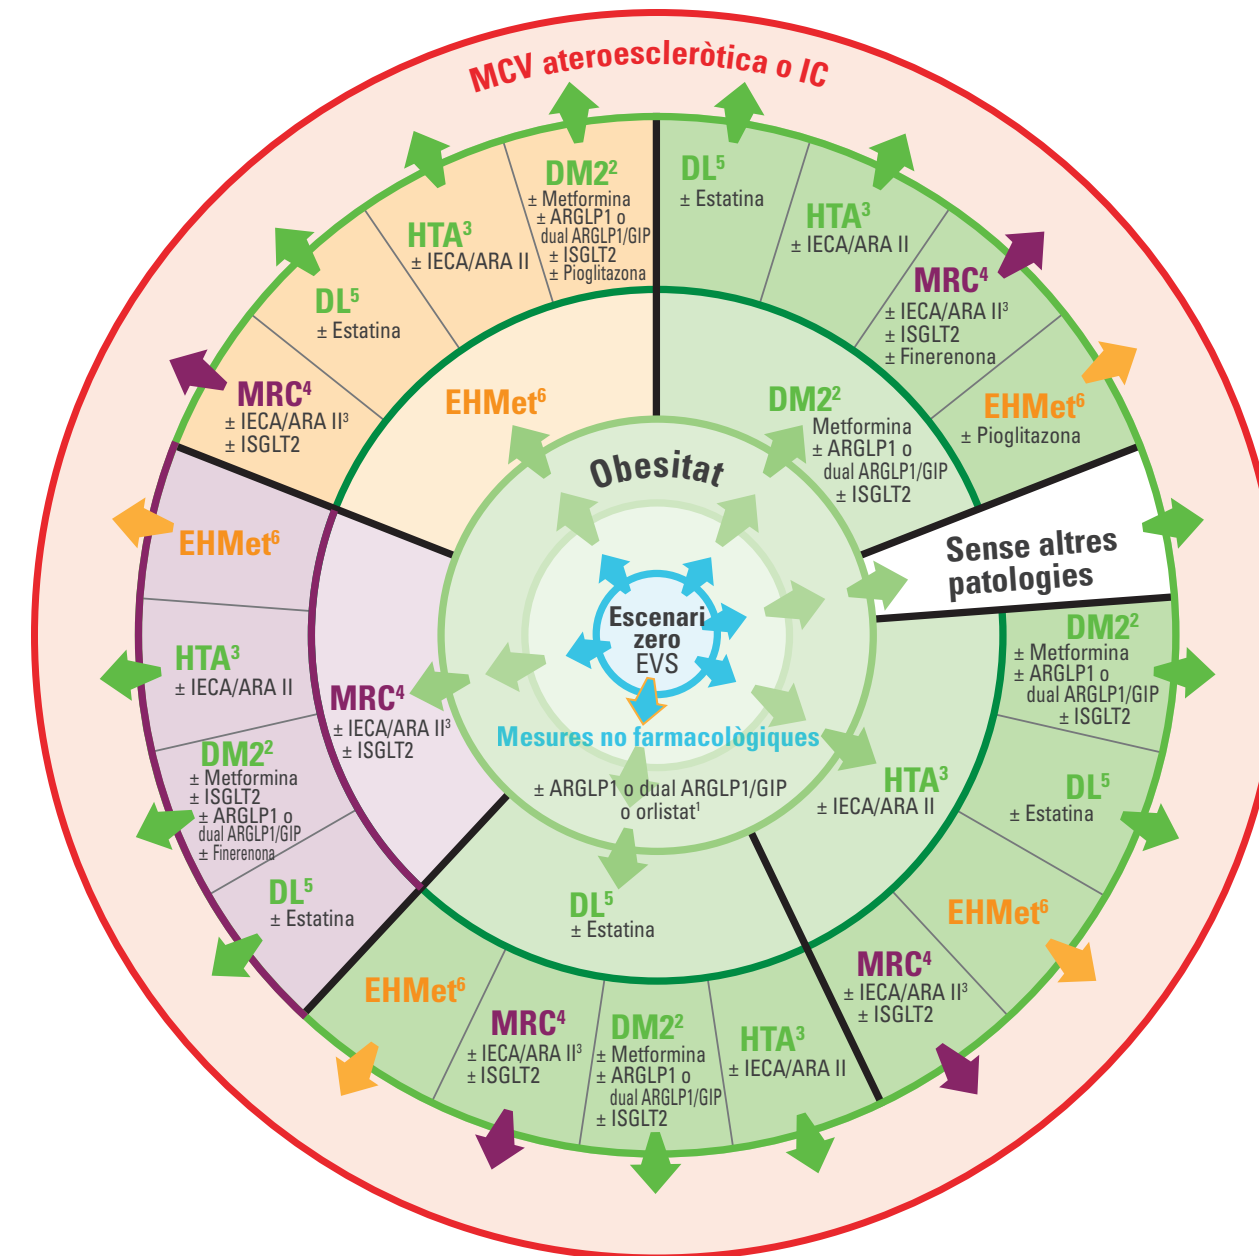 MCV ateroescleròtica o IC
DM2²
± Metformina
± ARGLP1 o
dual ARGLP1/GIP
± ISGLT2
± Pioglitazona
DL⁵
± Estatina
HTA³
± IECA/ARA II
MRC⁴
± IECA/ARA II³
± ISGLT2
± Finerenona
EHMet⁶
± Pioglitazona
HTA³
± IECA/ARA II
DL⁵
± Estatina
MRC⁴
± IECA/ARA II³
± ISGLT2
EHMet⁶
DM2²
Metformina
± ARGLP1 o
dual ARGLP1/GIP
± ISGLT2
Obesitat
Sense altres
patologies
Escenari
zero
EVS
Mesures no farmacològiques
± ARGLP1 o dual ARGLP1/GIP
o orlistat¹
EHMet⁶
HTA³
± IECA/ARA II
DM2²
± Metformina
± ISGLT2
± ARGLP1 o
dual ARGLP1/GIP
± Finerenona
DL⁵
± Estatina
MRC⁴
± IECA/ARA II³
± ISGLT2
HTA³
± IECA/ARA II
DM2²
± Metformina
± ARGLP1 o
dual ARGLP1/GIP
± ISGLT2
DL⁵
± Estatina
EHMet⁶
MRC⁴
± IECA/ARA II³
± ISGLT2
DL⁵
± Estatina
EHMet⁶
MRC⁴
± IECA/ARA II³
± ISGLT2
DM2²
± Metformina
± ARGLP1 o
dual ARGLP1/GIP
± ISGLT2
HTA³
± IECA/ARA II